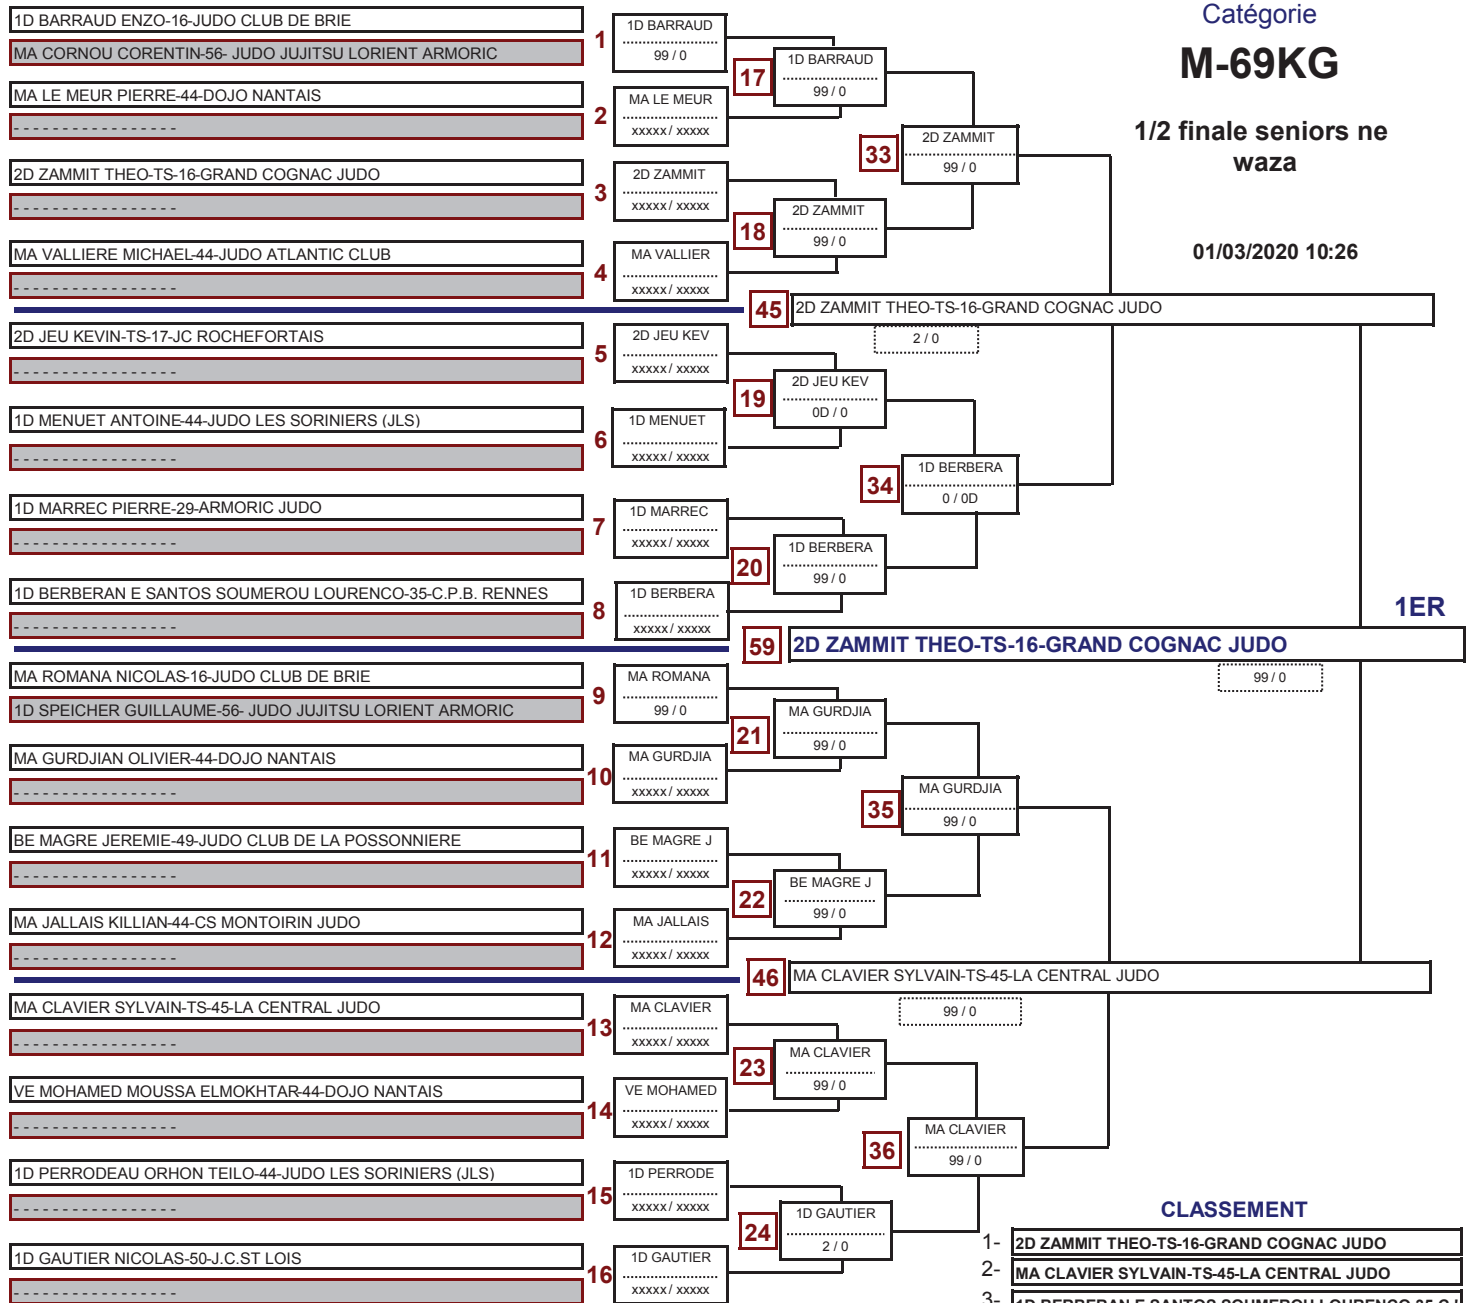 Catégorie
M-69KG
1/2 finale seniors ne
waza
01/03/2020 10:26
1D BARRAUD ENZO-16-JUDO CLUB DE BRIE
MA CORNOU CORENTIN-56- JUDO JUJITSU LORIENT ARMORIC
1
1D BARRAUD
99 / 0
MA LE MEUR PIERRE-44-DOJO NANTAIS
- - - - - - - - - - - - - - - - -
2
MA LE MEUR
xxxxx / xxxxx
17
1D BARRAUD
99 / 0
2D ZAMMIT THEO-TS-16-GRAND COGNAC JUDO
- - - - - - - - - - - - - - - - -
3
2D ZAMMIT
xxxxx / xxxxx
MA VALLIERE MICHAEL-44-JUDO ATLANTIC CLUB
- - - - - - - - - - - - - - - - -
4
MA VALLIER
xxxxx / xxxxx
18
2D ZAMMIT
99 / 0
33
2D ZAMMIT
99 / 0
45
2D ZAMMIT THEO-TS-16-GRAND COGNAC JUDO
2 / 0
2D JEU KEVIN-TS-17-JC ROCHEFORTAIS
- - - - - - - - - - - - - - - - -
5
2D JEU KEV
xxxxx / xxxxx
1D MENUET ANTOINE-44-JUDO LES SORINIERS (JLS)
- - - - - - - - - - - - - - - - -
6
1D MENUET
xxxxx / xxxxx
19
2D JEU KEV
0D / 0
1D MARREC PIERRE-29-ARMORIC JUDO
- - - - - - - - - - - - - - - - -
7
1D MARREC
xxxxx / xxxxx
1D BERBERAN E SANTOS SOUMEROU LOURENCO-35-C.P.B. RENNES
- - - - - - - - - - - - - - - - -
8
1D BERBERA
xxxxx / xxxxx
20
1D BERBERA
99 / 0
34
1D BERBERA
0 / 0D
1ER
59
2D ZAMMIT THEO-TS-16-GRAND COGNAC JUDO
99 / 0
MA ROMANA NICOLAS-16-JUDO CLUB DE BRIE
1D SPEICHER GUILLAUME-56- JUDO JUJITSU LORIENT ARMORIC
9
MA ROMANA
99 / 0
MA GURDJIAN OLIVIER-44-DOJO NANTAIS
- - - - - - - - - - - - - - - - -
10
MA GURDJIA
xxxxx / xxxxx
21
MA GURDJIA
99 / 0
BE MAGRE JEREMIE-49-JUDO CLUB DE LA POSSONNIERE
- - - - - - - - - - - - - - - - -
11
BE MAGRE J
xxxxx / xxxxx
MA JALLAIS KILLIAN-44-CS MONTOIRIN JUDO
- - - - - - - - - - - - - - - - -
12
MA JALLAIS
xxxxx / xxxxx
22
BE MAGRE J
99 / 0
35
MA GURDJIA
99 / 0
46
MA CLAVIER SYLVAIN-TS-45-LA CENTRAL JUDO
99 / 0
MA CLAVIER SYLVAIN-TS-45-LA CENTRAL JUDO
- - - - - - - - - - - - - - - - -
13
MA CLAVIER
xxxxx / xxxxx
VE MOHAMED MOUSSA ELMOKHTAR-44-DOJO NANTAIS
- - - - - - - - - - - - - - - - -
14
VE MOHAMED
xxxxx / xxxxx
23
MA CLAVIER
99 / 0
1D PERRODEAU ORHON TEILO-44-JUDO LES SORINIERS (JLS)
- - - - - - - - - - - - - - - - -
15
1D PERRODE
xxxxx / xxxxx
1D GAUTIER NICOLAS-50-J.C.ST LOIS
- - - - - - - - - - - - - - - - -
16
1D GAUTIER
xxxxx / xxxxx
24
1D GAUTIER
2 / 0
36
MA CLAVIER
99 / 0
CLASSEMENT
1- 2D ZAMMIT THEO-TS-16-GRAND COGNAC JUDO
2- MA CLAVIER SYLVAIN-TS-45-LA CENTRAL JUDO
3- 1D BERBERAN E SANTOS SOUMEROU LOURENCO-35-C.